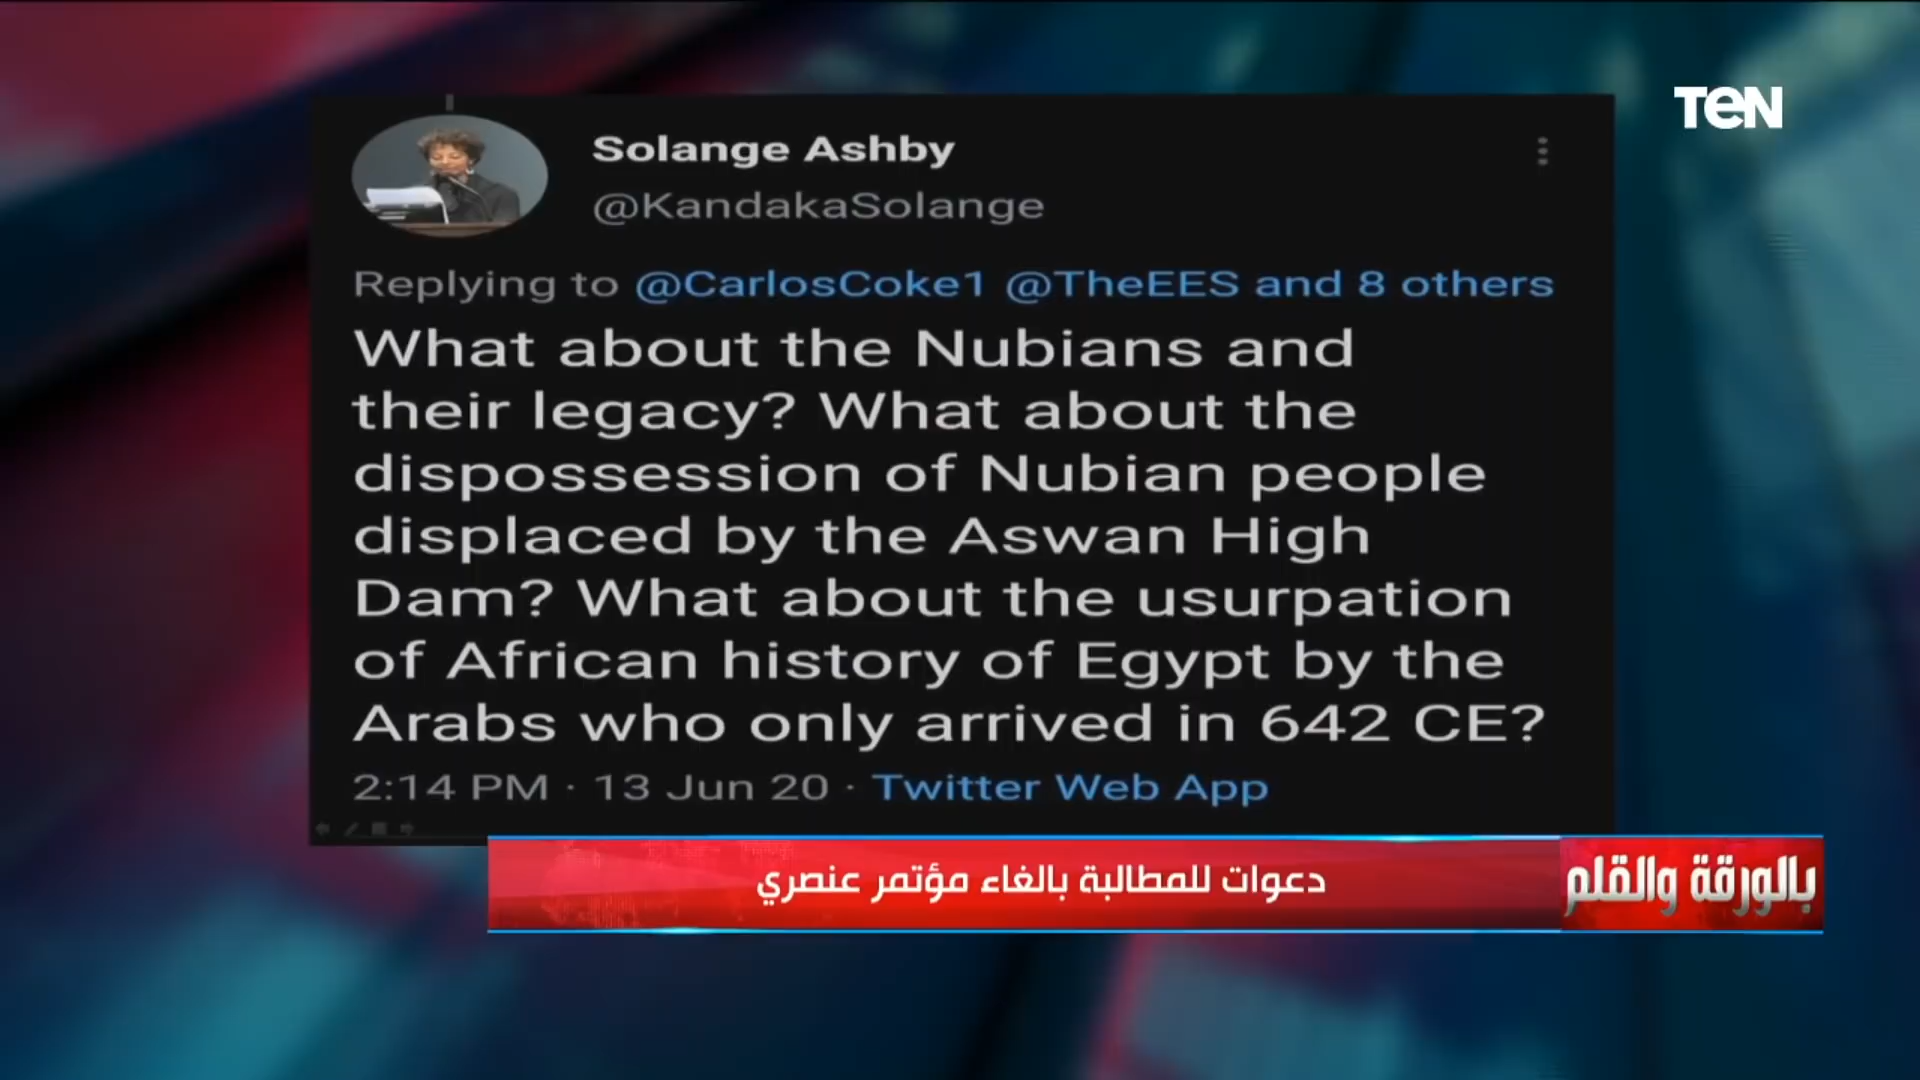 TEN
Solange Ashby
@KandakaSolange
Replying to @CarlosCoke1 @TheEES and 8 others
What about the Nubians and
their legacy? What about the
dispossession of Nubian people
displaced by the Aswan High
Dam? What about the usurpation
of African history of Egypt by the
Arabs who only arrived in 642 CE?
2:14 PM · 13 Jun 20 · Twitter Web App
بالورقة والقلم
دعوات للمطالبة بالغاء مؤتمر عنصري